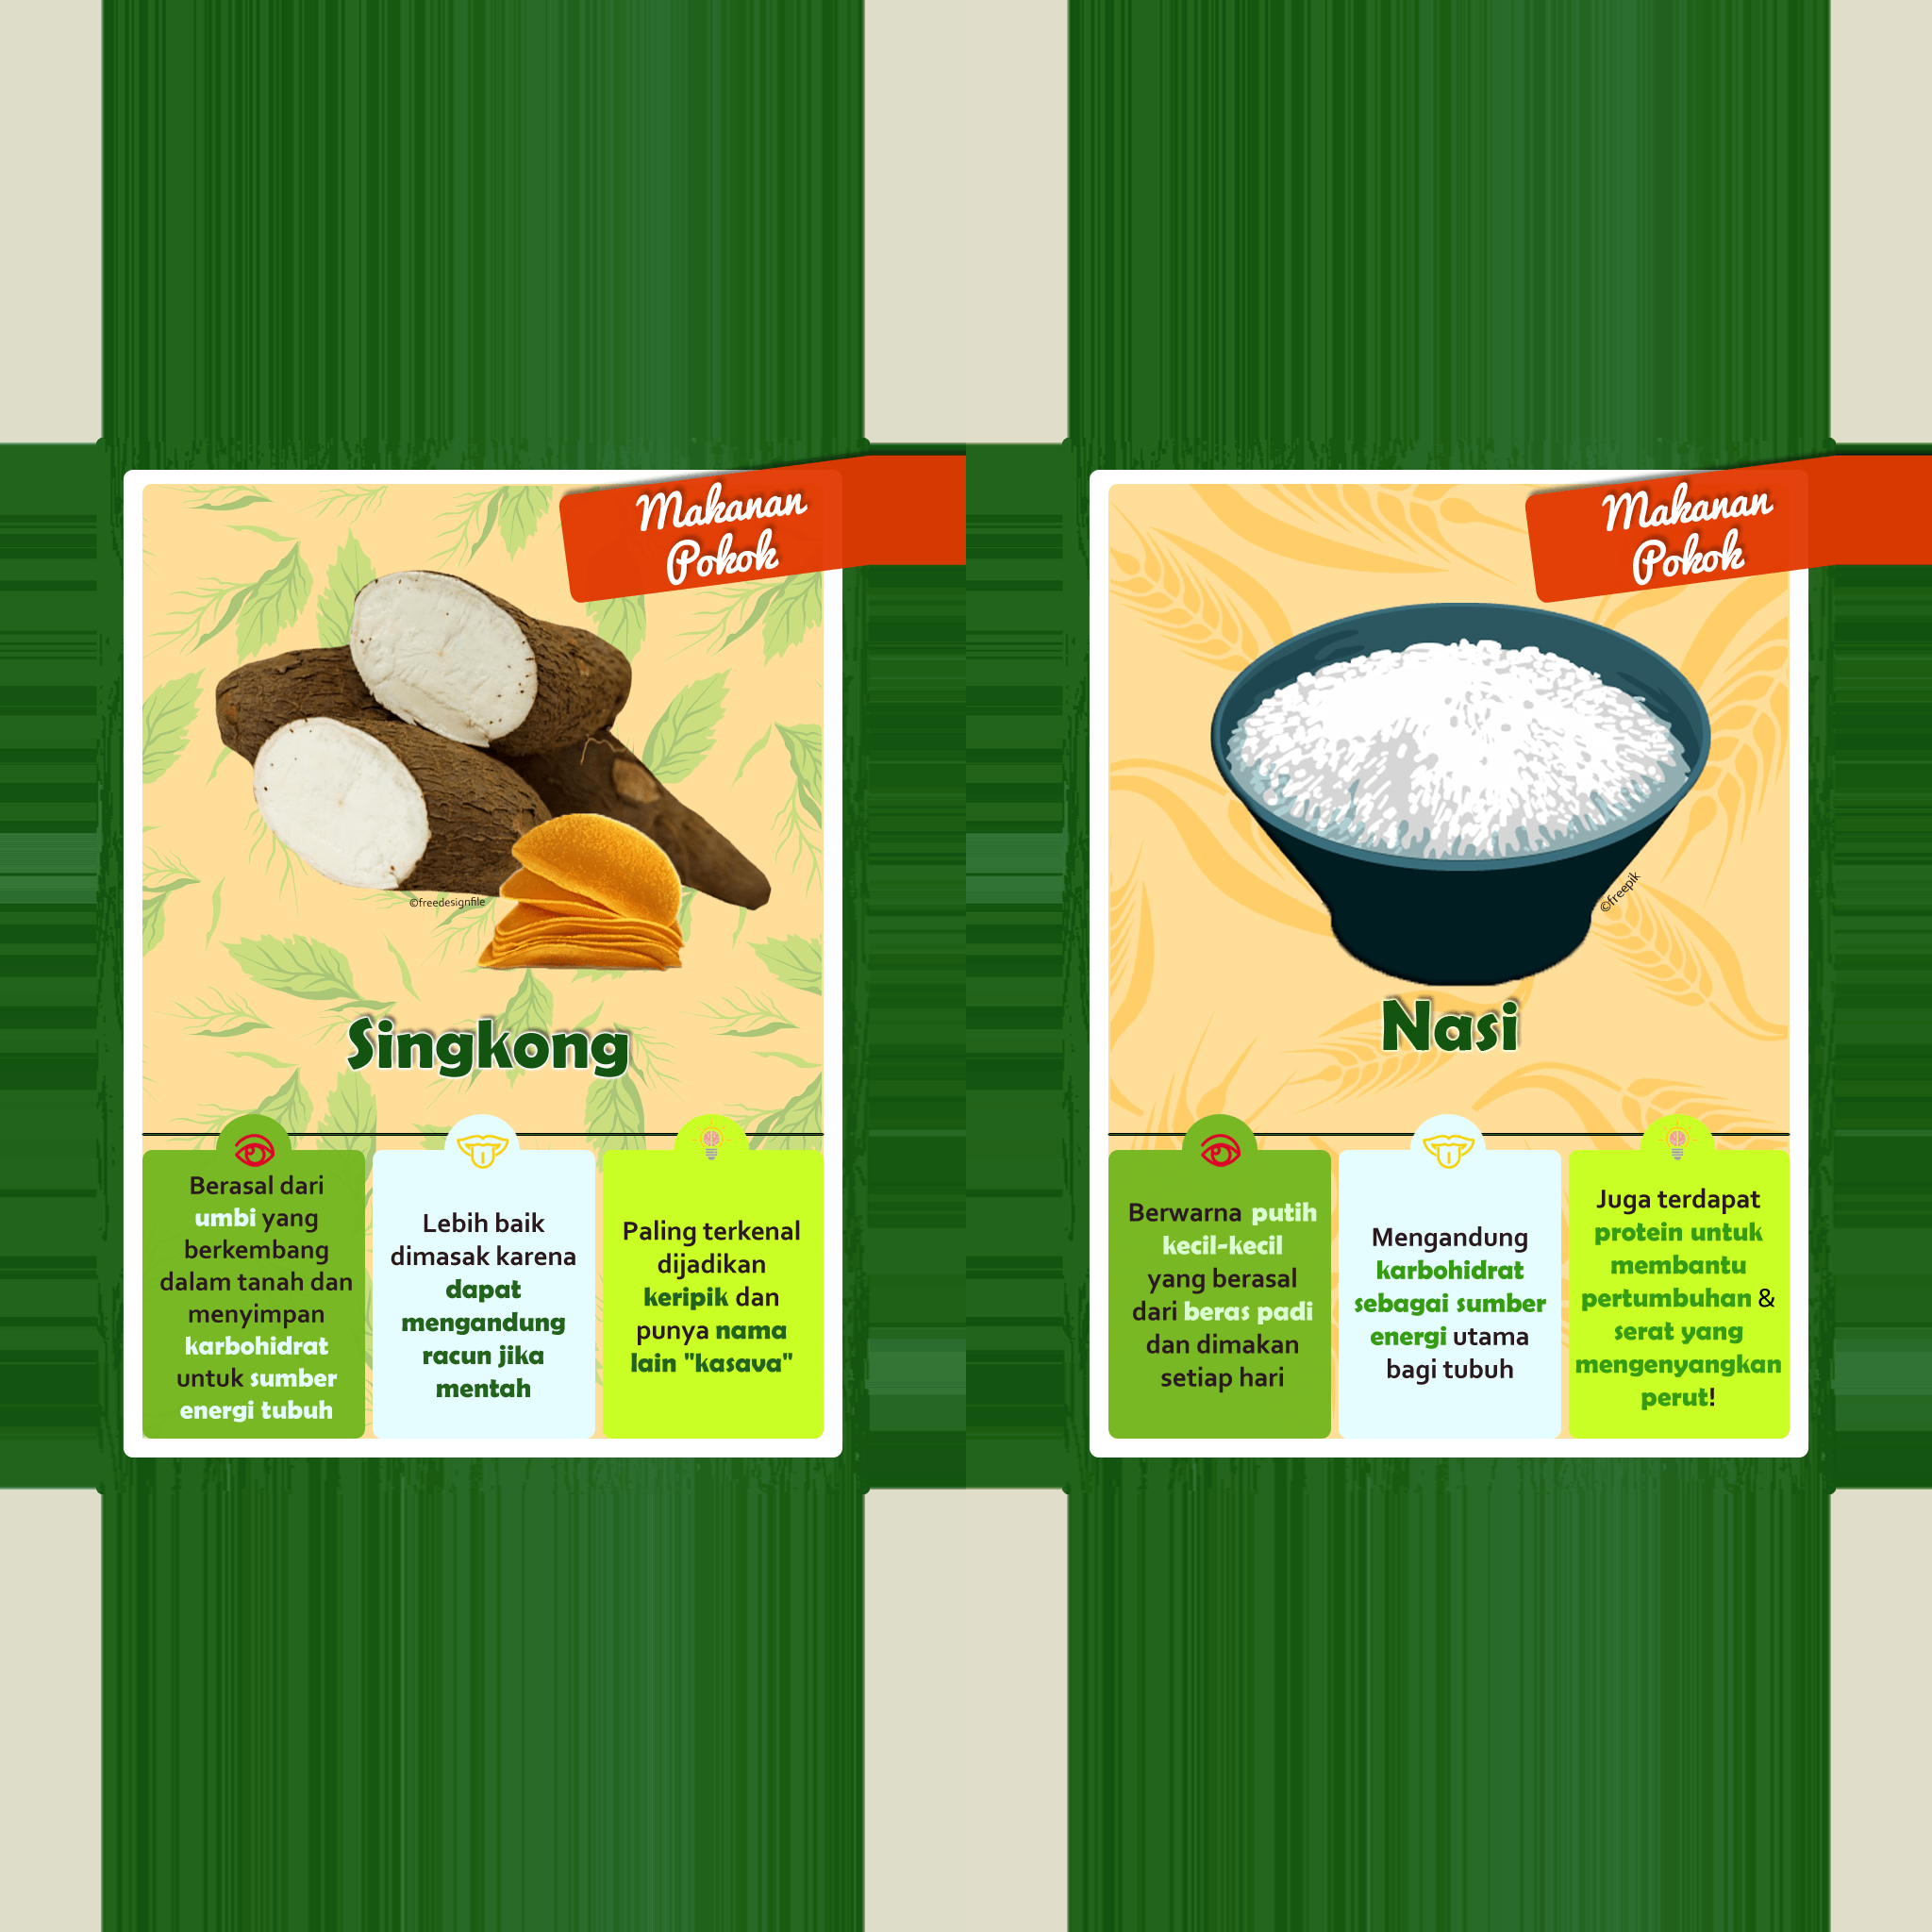 Makanan
Pokok
©freedesignfile
Singkong
Berasal dari
umbi yang
berkembang
dalam tanah dan
menyimpan
karbohidrat
untuk sumber
energi tubuh
Lebih baik
dimasak karena
dapat
mengandung
racun jika
mentah
Paling terkenal
dijadikan
keripik dan
punya nama
lain "kasava"
Makanan
Pokok
©freepik
Nasi
Berwarna putih
kecil-kecil
yang berasal
dari beras padi
dan dimakan
setiap hari
Mengandung
karbohidrat
sebagai sumber
energi utama
bagi tubuh
Juga terdapat
protein untuk
membantu
pertumbuhan &
serat yang
mengenyangkan
perut!